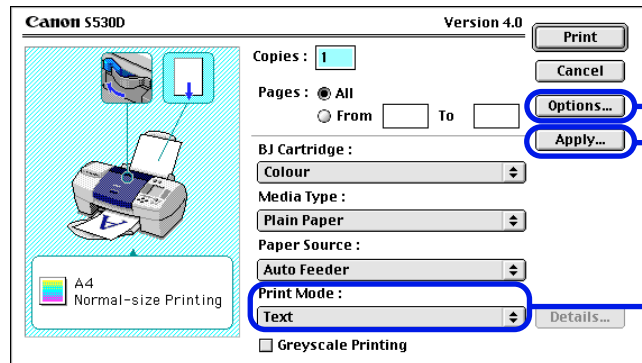 Canon S530D
Version 4.0
Print
Cancel
Options...
Apply...
Copies : 1
Pages : All
From To
BJ Cartridge :
Colour
Media Type :
Plain Paper
Paper Source :
Auto Feeder
Print Mode :
Text
Details...
Greyscale Printing
A
A4
Normal-size Printing